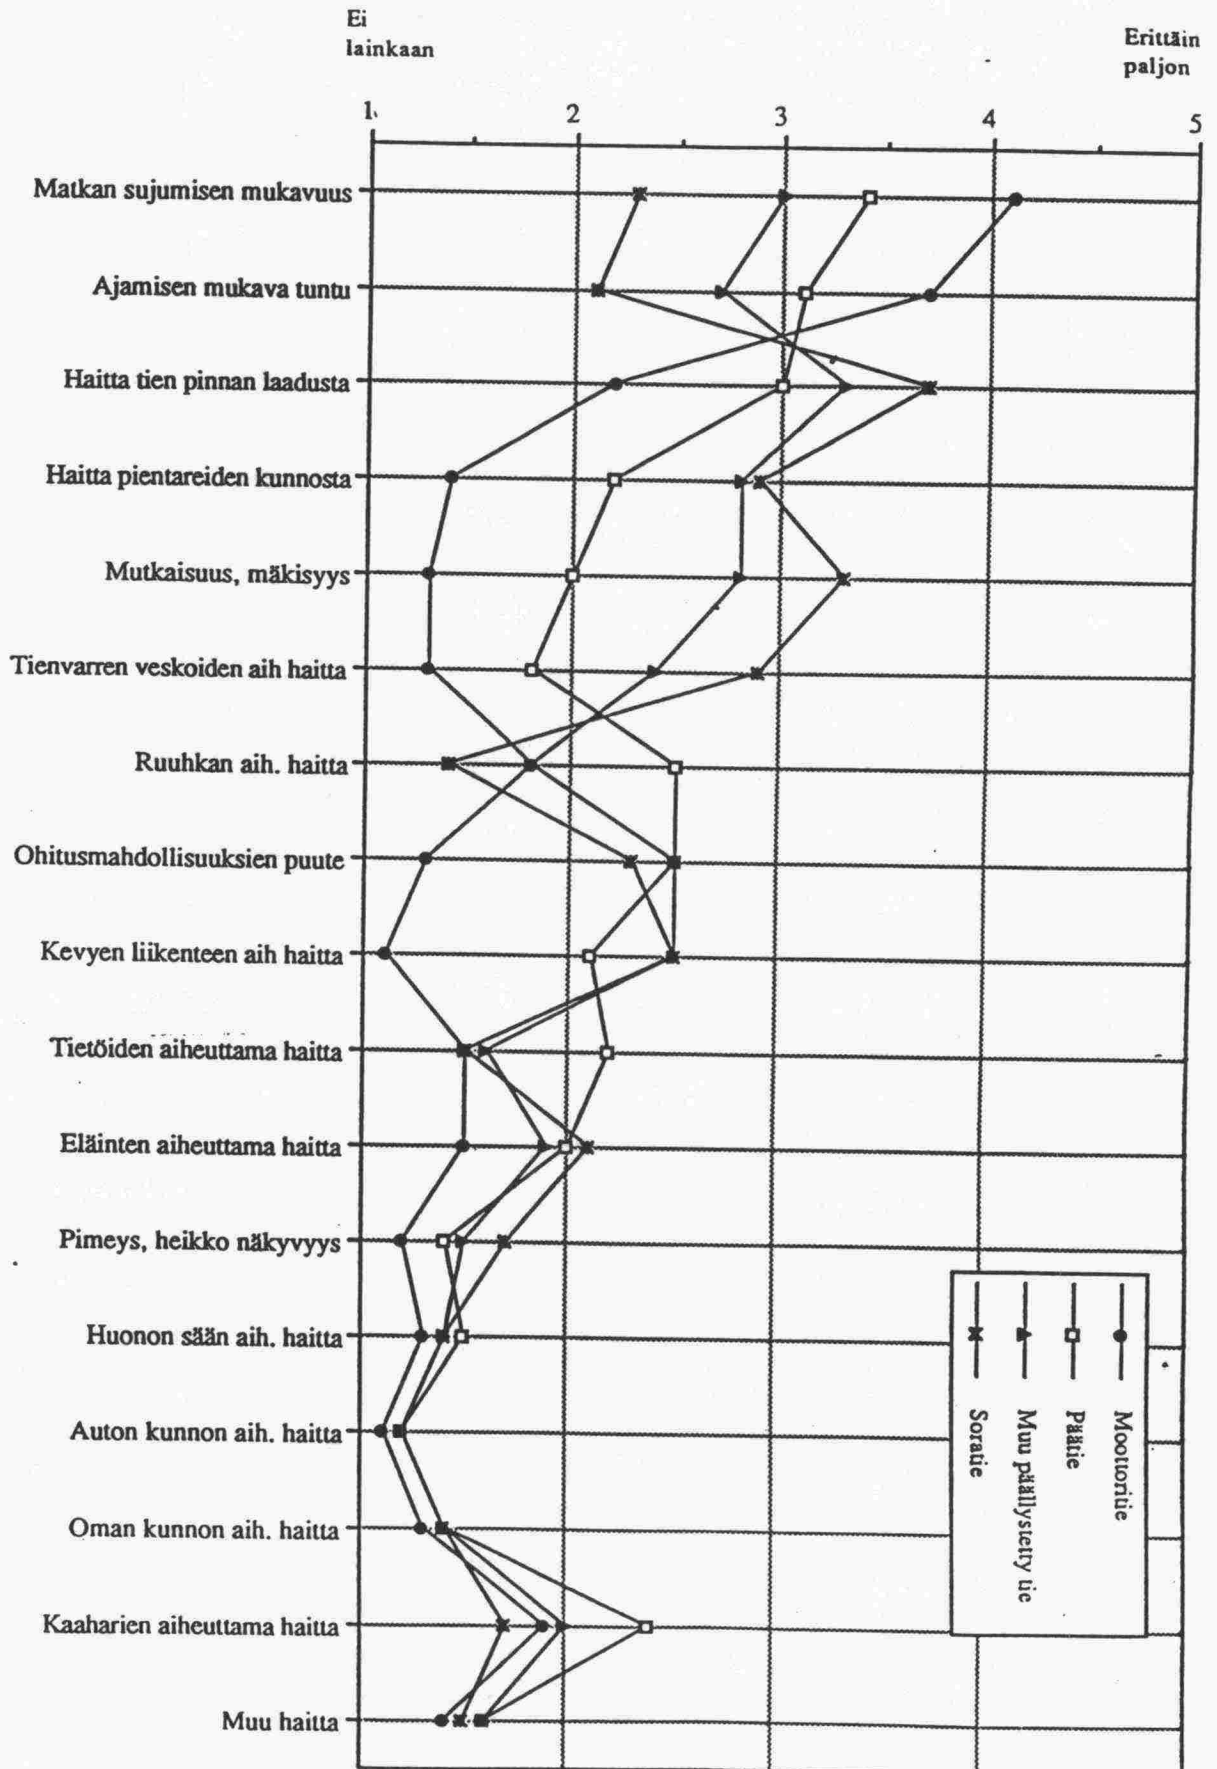 Ei
lainkaan
Erittäin
paljon
1
2
3
4
5
Matkan sujumisen mukavuus
Ajamisen mukava tuntu
Haitta tien pinnan laadusta
Haitta pientareiden kunnosta
Mutkaisuus, mäkisyys
Tienvarren veskoiden aih haitta
Ruuhkan aih. haitta
Ohitusmahdollisuuksien puute
Kevyen liikenteen aih haitta
Tietöiden aiheuttama haitta
Eläinten aiheuttama haitta
Pimeys, heikko näkyvyys
Huonon sään aih. haitta
Auton kunnon aih. haitta
Oman kunnon aih. haitta
Kaaharien aiheuttama haitta
Muu haitta
Moottoritie
Päätie
Muu päällystetty tie
Soratie